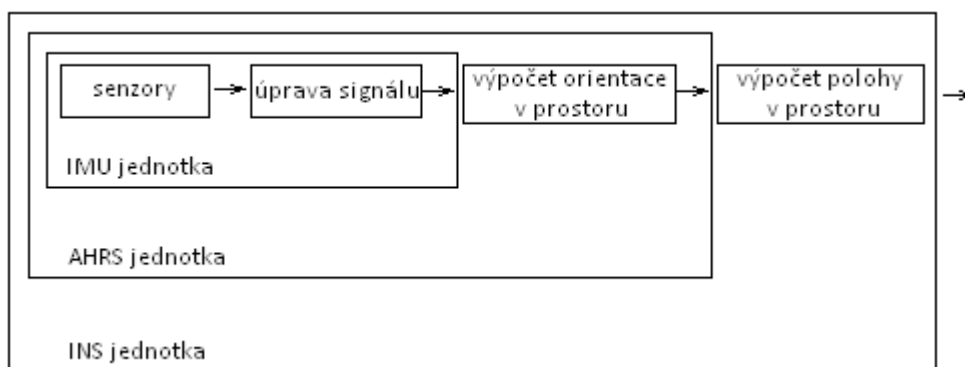 senzory
úprava signálu
výpočet orientace
v prostoru
výpočet polohy
v prostoru
IMU jednotka
AHRS jednotka
INS jednotka